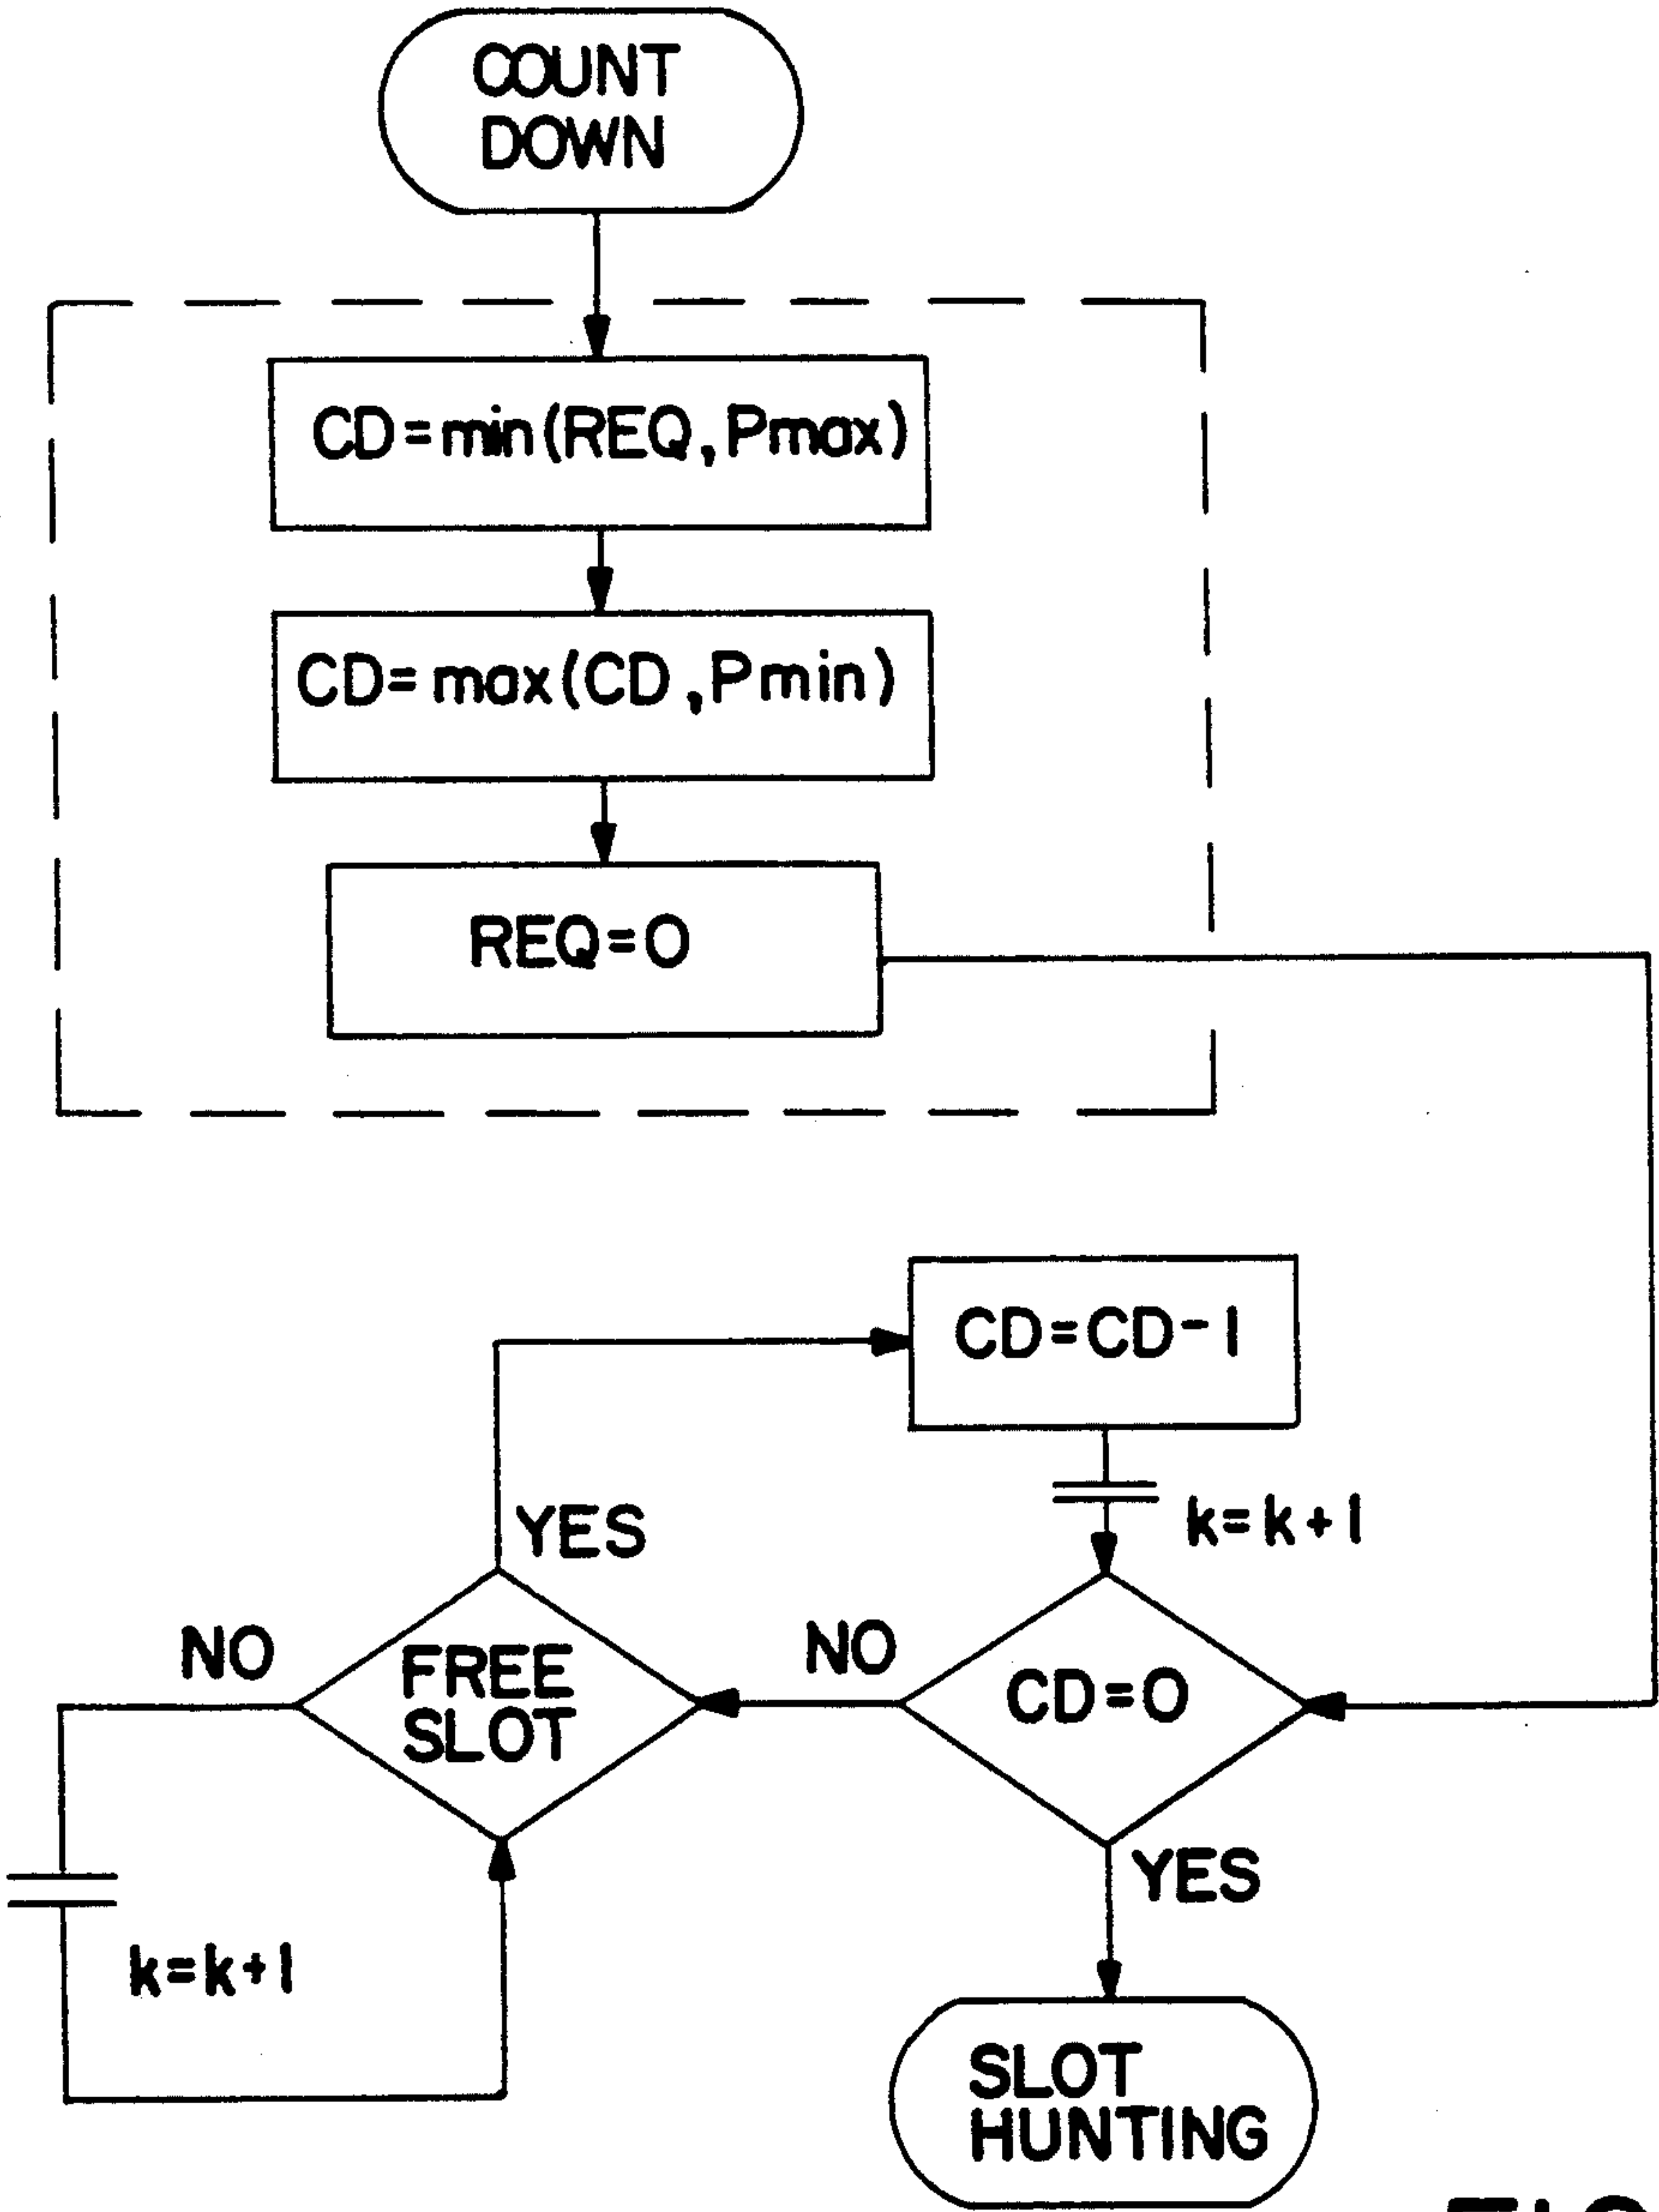 COUNT
DOWN
CD=min(REQ,Pmax)
CD=max(CD,Pmin)
REQ=0
CD=CD-1
k=k+1
YES
NO
FREE
SLOT
NO
CD=0
YES
k=k+1
SLOT
HUNTING